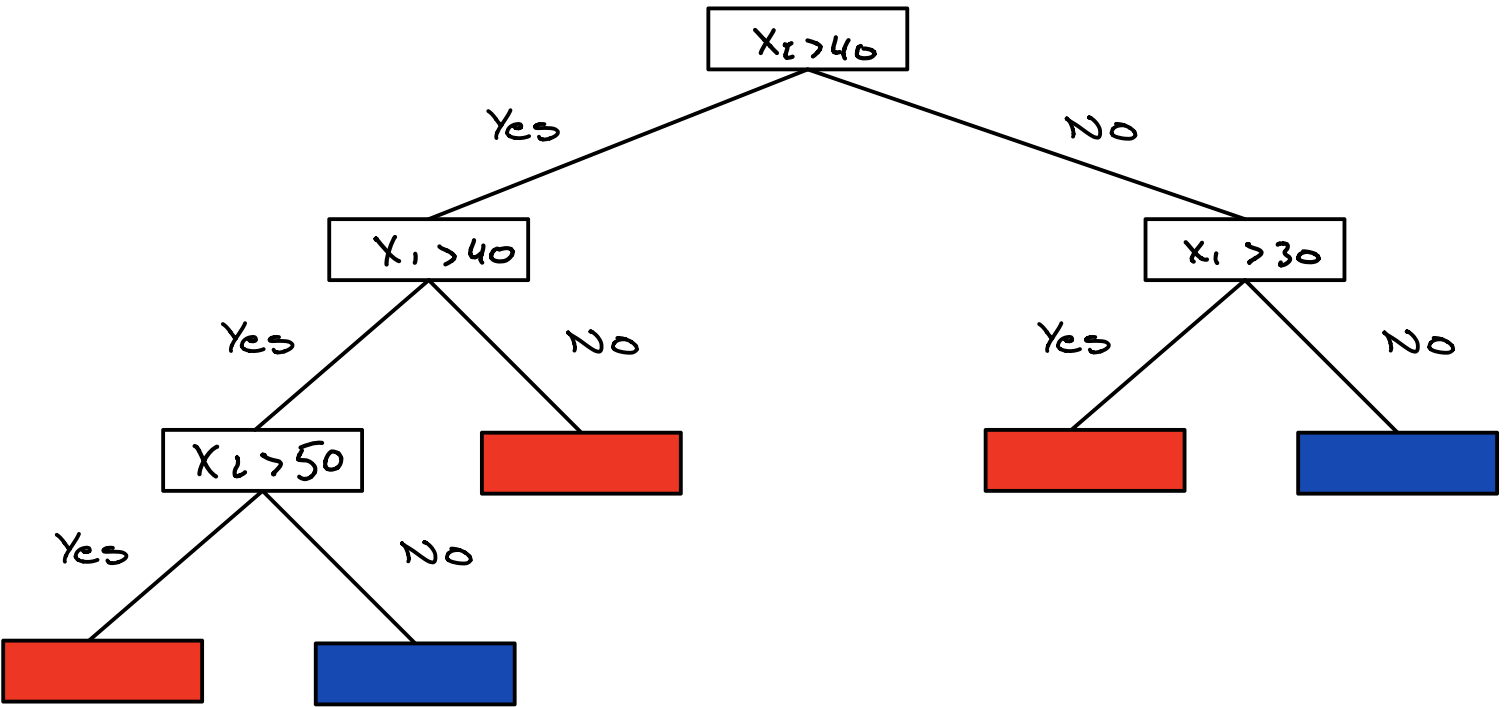 X₂>40
Yes
No
X₁>40
X₁>30
Yes
No
Yes
No
X₂>50
Yes
No